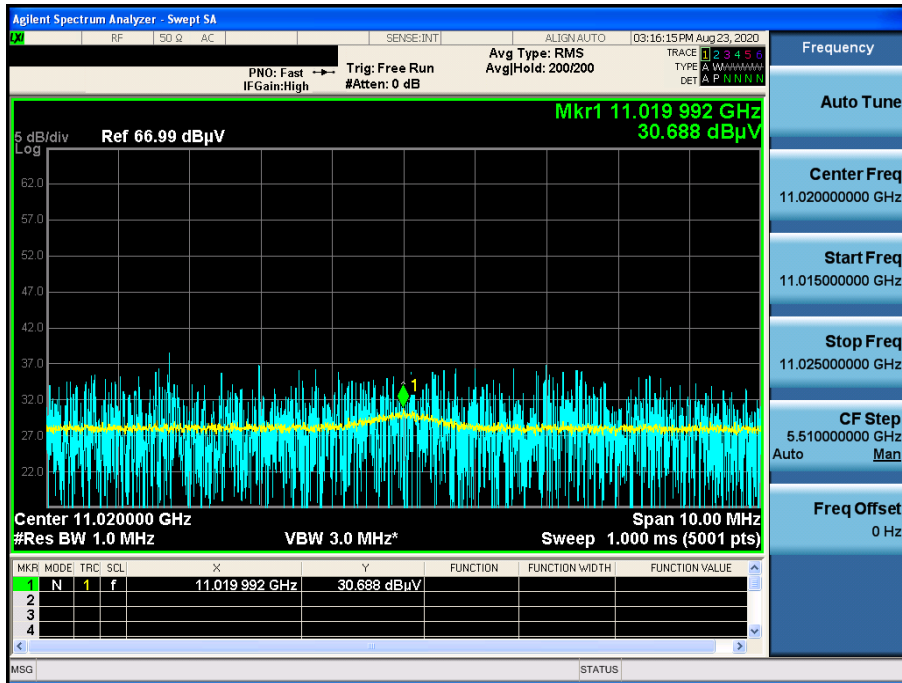 Agilent Spectrum Analyzer - Swept SA
LXI RF 50 Ω AC SENSE:INT ALIGN AUTO 03:16:15 PM Aug 23, 2020
Frequency
PNO: Fast Trig: Free Run Avg Type: RMS TRACE 1 2 3 4 5 6
IFGain:High #Atten: 0 dB Avg|Hold: 200/200 TYPE A WWWWW
DET A P N N N N
Auto Tune
Mkr1 11.019 992 GHz
5 dB/div Ref 66.99 dBµV 30.688 dBµV
Log
62.0
57.0
52.0
47.0
42.0
37.0
32.0
27.0
22.0
1
Center Freq
11.020000000 GHz
Start Freq
11.015000000 GHz
Stop Freq
11.025000000 GHz
CF Step
5.510000000 GHz
Auto Man
Freq Offset
0 Hz
Center 11.020000 GHz Span 10.00 MHz
#Res BW 1.0 MHz VBW 3.0 MHz* Sweep 1.000 ms (5001 pts)
MKR MODE TRC SCL X Y FUNCTION FUNCTION WIDTH FUNCTION VALUE
1 N 1 f 11.019 992 GHz 30.688 dBµV
2
3
4
MSG STATUS